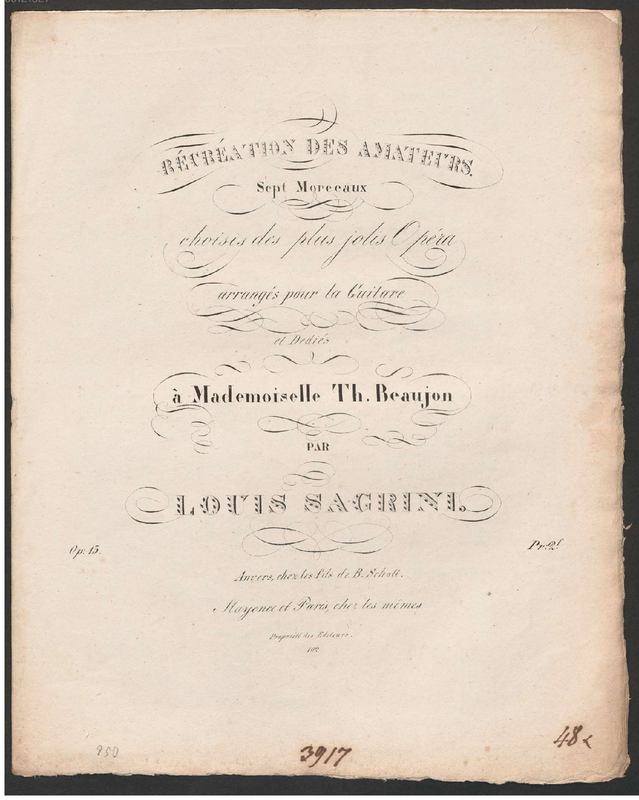 RÉCRÉATION DES AMATEURS.
Sept Morceaux
choisis des plus jolis Opéra
arrangés pour la Guitare
et Dediés
à Mademoiselle Th. Beaujon
PAR
LOUIS SAGRINI.
Op: 15.
Pr: 2f
Anvers, chez les fils de B. Schott.
Mayence et Paris, chez les mêmes
Propriété des Editeurs.
102
950
3917
48